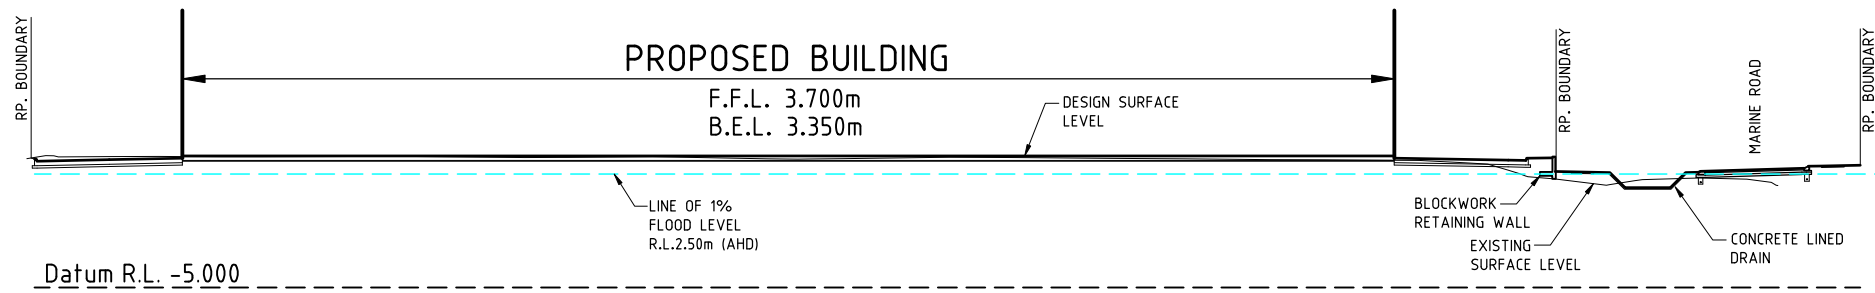 RP. BOUNDARY
PROPOSED BUILDING
F.F.L. 3.700m
B.E.L. 3.350m
DESIGN SURFACE
LEVEL
RP. BOUNDARY
MARINE ROAD
RP. BOUNDARY
LINE OF 1%
FLOOD LEVEL
R.L.2.50m (AHD)
BLOCKWORK
RETAINING WALL
EXISTING
SURFACE LEVEL
CONCRETE LINED
DRAIN
Datum R.L. -5.000